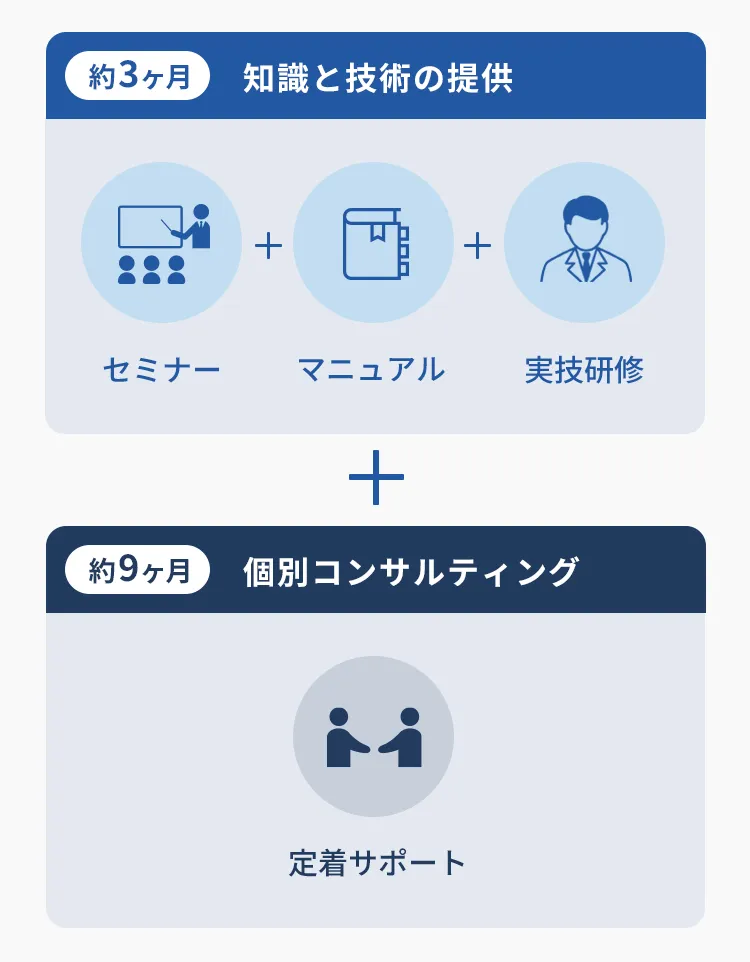 約3ヶ月 知識と技術の提供
セミナー マニュアル 実技研修
約9ヶ月 個別コンサルティング
定着サポート